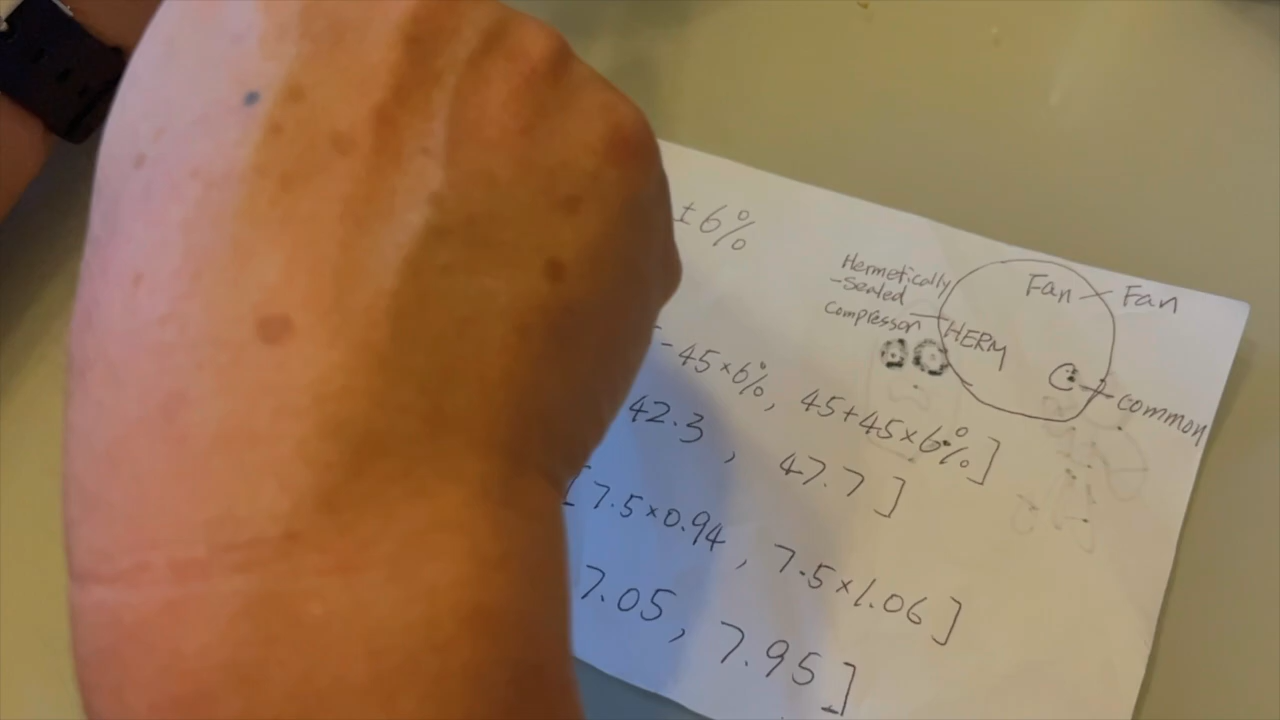 ±6%
Hermetically
-sealed
compressor
HERM
Fan
Fan
C
common
-45×6%, 45+45×6%]
42.3, 47.7]
[7.5×0.94, 7.5×1.06]
7.05, 7.95]